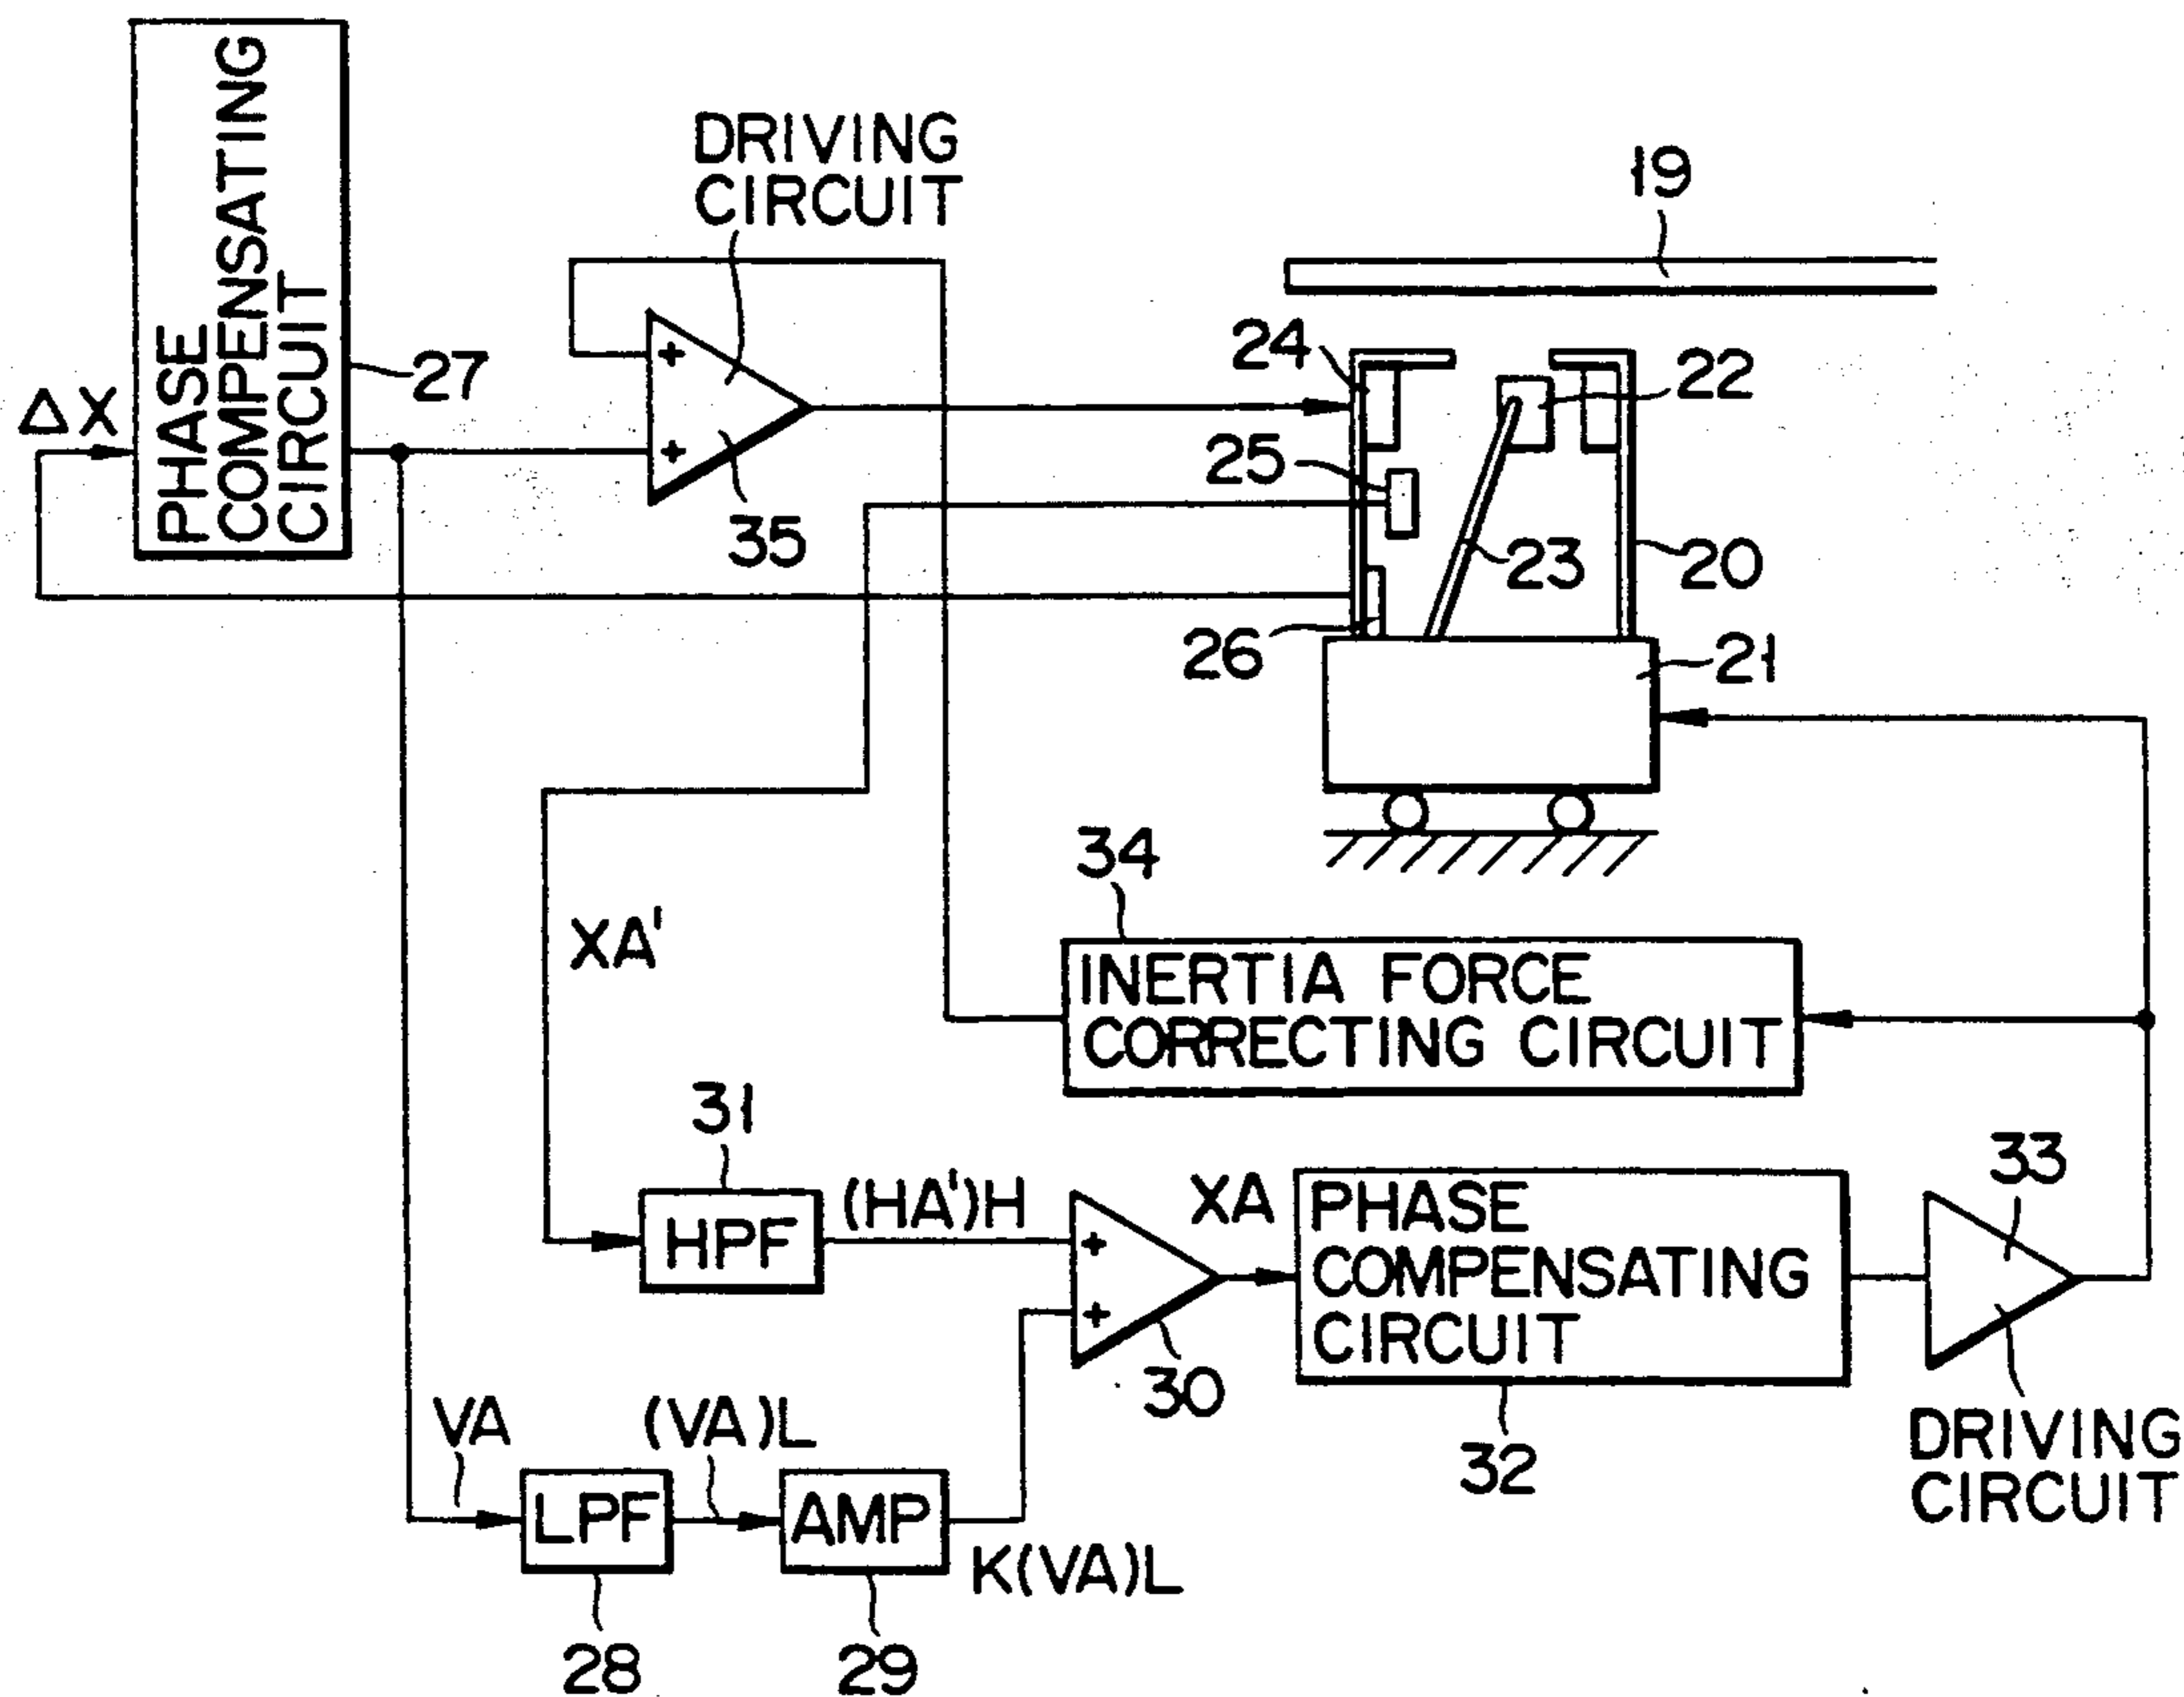 PHASE
COMPENSATING
CIRCUIT
ΔX
27
DRIVING
CIRCUIT
+
+
35
19
24
22
25
23
20
26
21
34
INERTIA FORCE
CORRECTING CIRCUIT
XA'
31
HPF
(HA')H
+
+
30
XA
PHASE
COMPENSATING
CIRCUIT
32
33
DRIVING
CIRCUIT
VA
LPF
28
(VA)L
AMP
29
K(VA)L